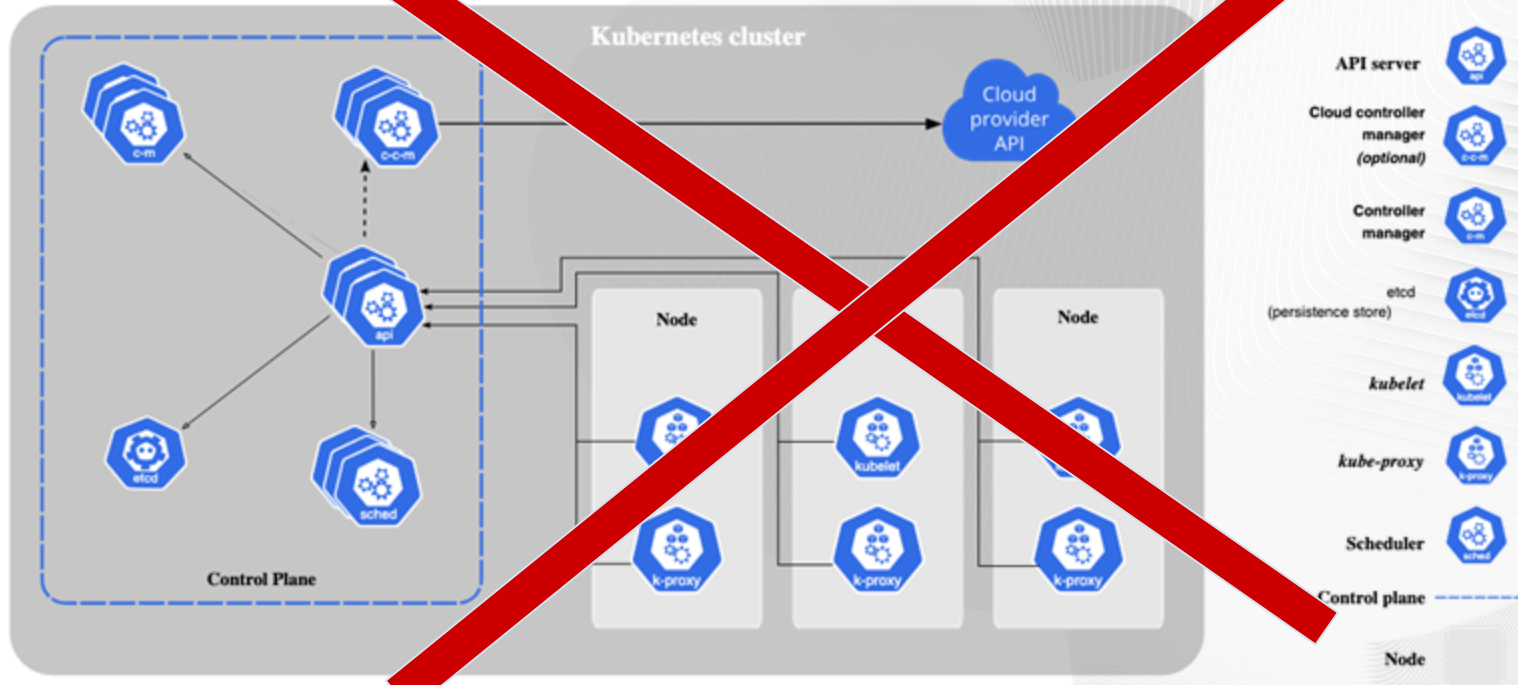 Kubernetes cluster
c-m
c-c-m
Cloud
provider
API
api
etcd
sched
Control Plane
Node
Node
kubelet
k-proxy
k-proxy
k-proxy
API server
api
Cloud controller
manager
(optional)
c-c-m
Controller
manager
c-m
etcd
(persistence store)
etcd
kubelet
kubelet
kube-proxy
k-proxy
Scheduler
sched
Control plane
Node